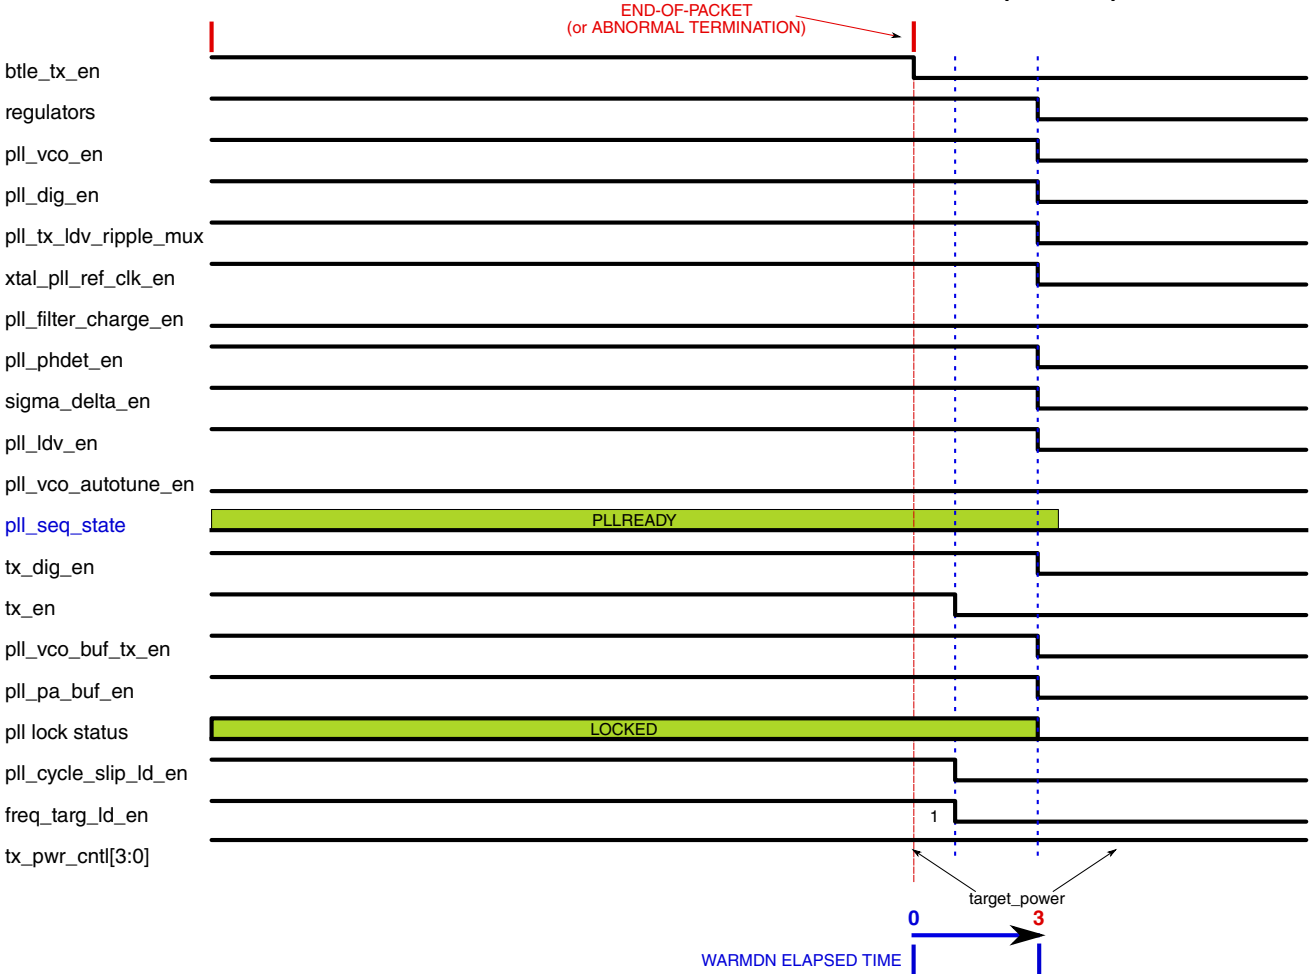 END-OF-PACKET
(or ABNORMAL TERMINATION)
btle_tx_en
regulators
pll_vco_en
pll_dig_en
pll_tx_ldv_ripple_mux
xtal_pll_ref_clk_en
pll_filter_charge_en
pll_phdet_en
sigma_delta_en
pll_ldv_en
pll_vco_autotune_en
pll_seq_state PLLREADY
tx_dig_en
tx_en
pll_vco_buf_tx_en
pll_pa_buf_en
pll lock status LOCKED
pll_cycle_slip_ld_en
freq_targ_ld_en 1
tx_pwr_cntl[3:0]
target_power
0 3
WARMDN ELAPSED TIME